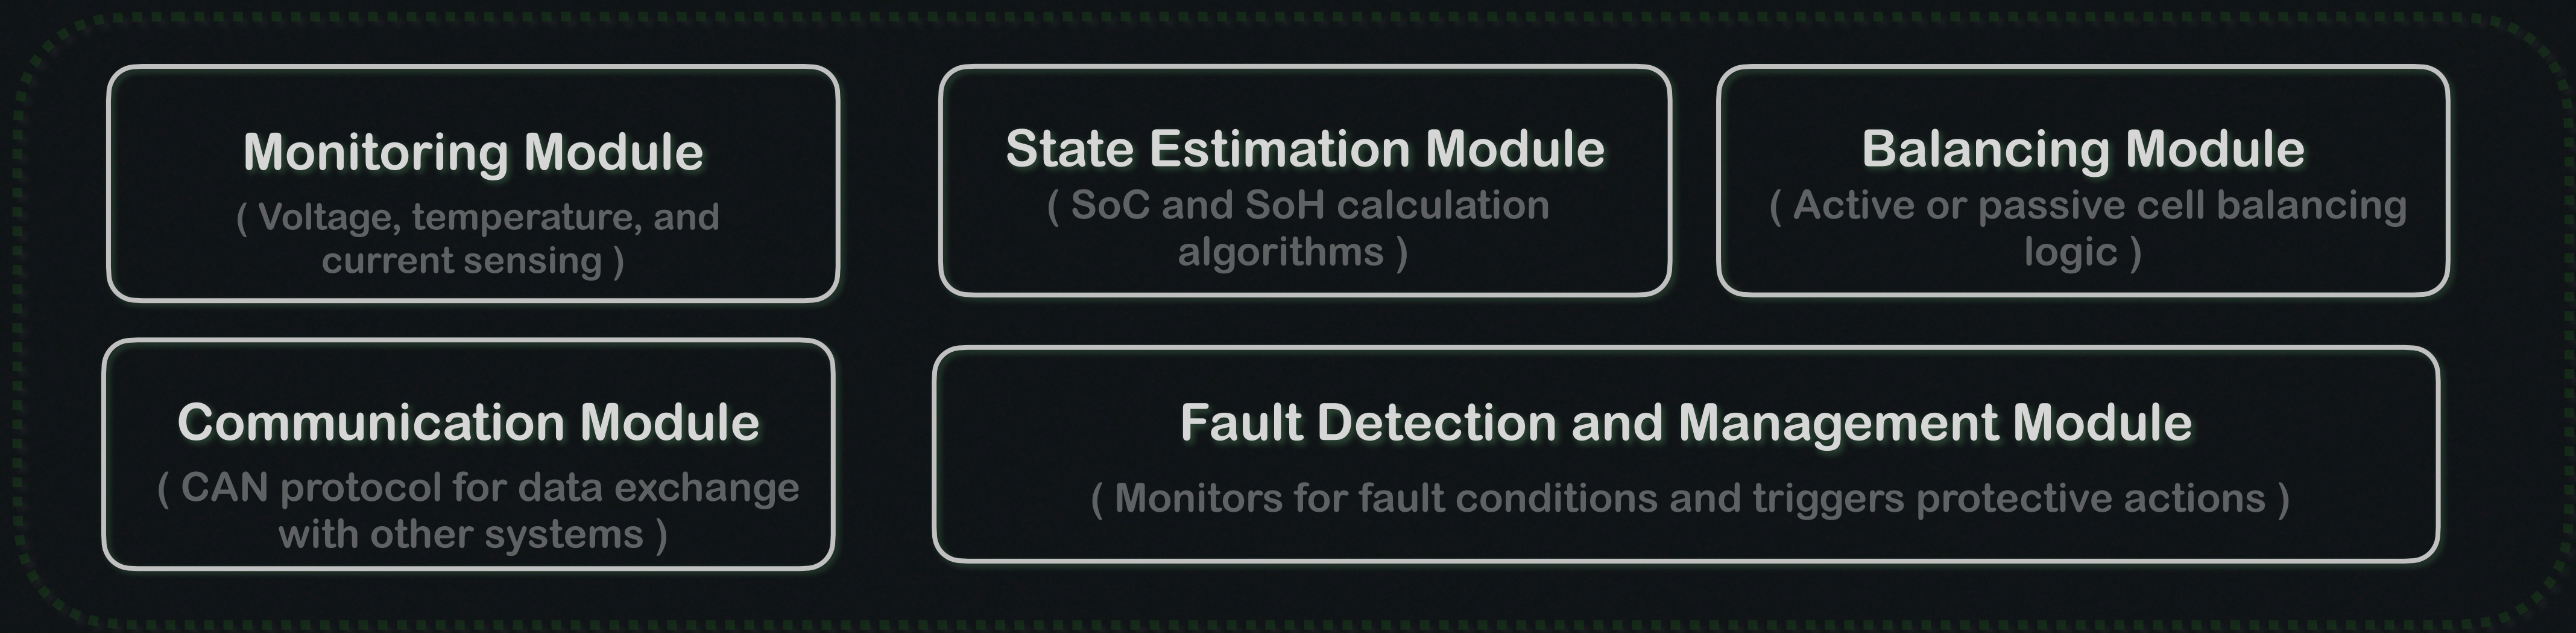 Monitoring Module
( Voltage, temperature, and
current sensing )
State Estimation Module
( SoC and SoH calculation
algorithms )
Balancing Module
( Active or passive cell balancing
logic )
Communication Module
( CAN protocol for data exchange
with other systems )
Fault Detection and Management Module
( Monitors for fault conditions and triggers protective actions )